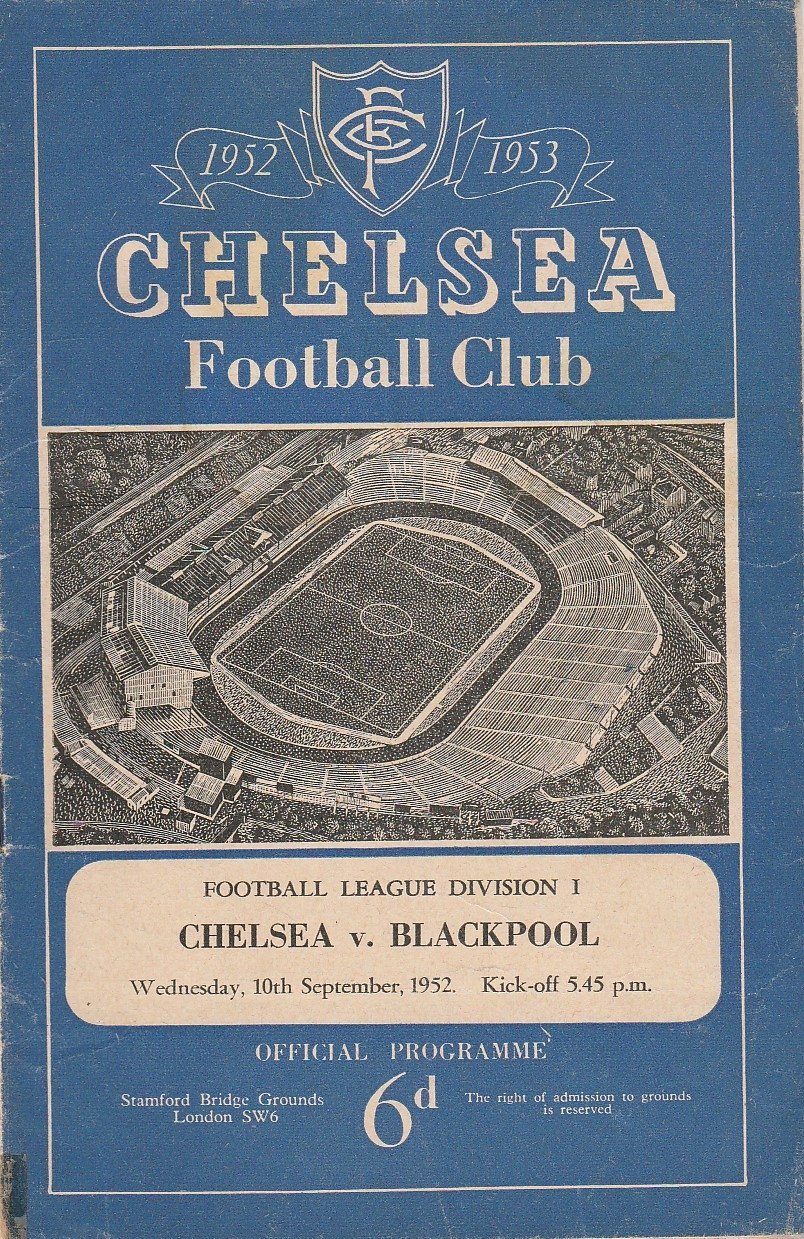 1952 CFC 1953
CHELSEA
Football Club
FOOTBALL LEAGUE DIVISION I
CHELSEA v. BLACKPOOL
Wednesday, 10th September, 1952. Kick-off 5.45 p.m.
OFFICIAL PROGRAMME
Stamford Bridge Grounds
London SW6
6d
The right of admission to grounds
is reserved